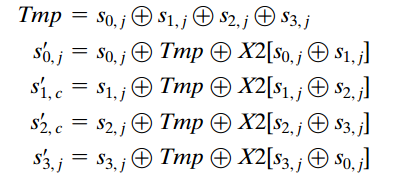 Tmp = s0, j ⊕ s1, j ⊕ s2, j ⊕ s3, j
s′0, j = s0, j ⊕ Tmp ⊕ X2[s0, j ⊕ s1, j]
s′1, c = s1, j ⊕ Tmp ⊕ X2[s1, j ⊕ s2, j]
s′2, c = s2, j ⊕ Tmp ⊕ X2[s2, j ⊕ s3, j]
s′3, j = s3, j ⊕ Tmp ⊕ X2[s3, j ⊕ s0, j]